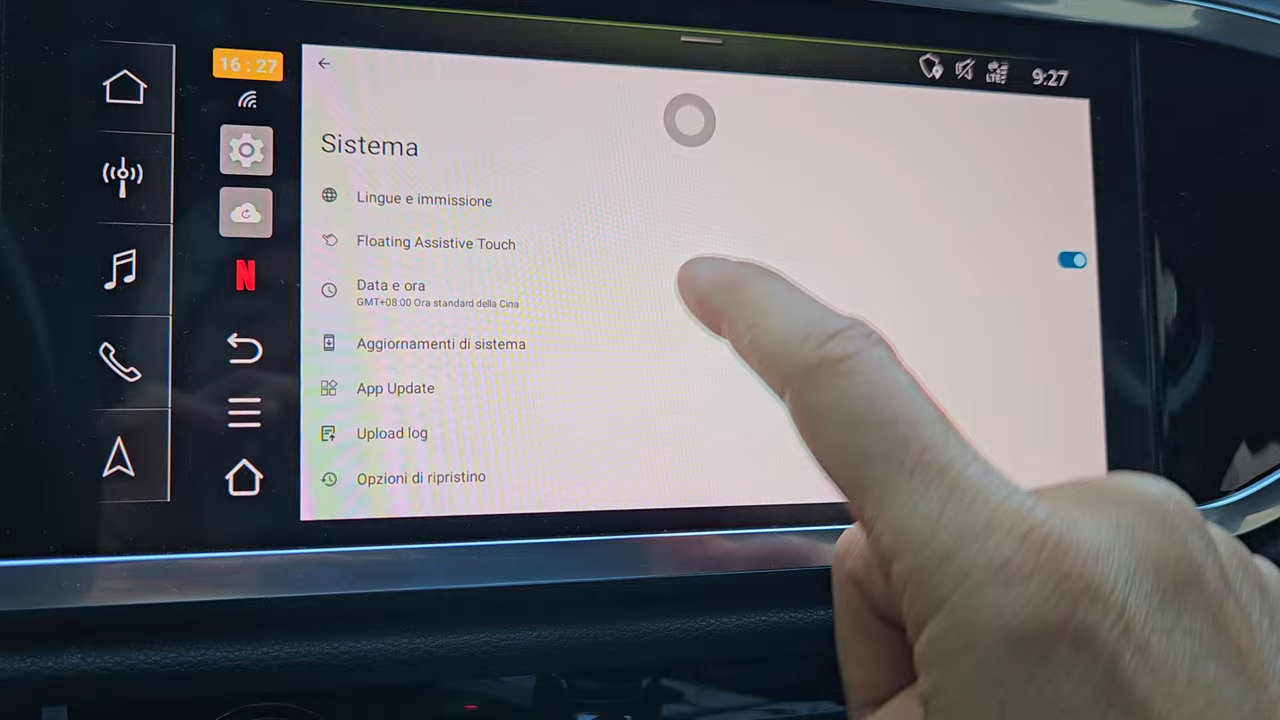 16:27
LTE
9:27
Sistema
Lingue e immissione
Floating Assistive Touch
Data e ora
GMT+08:00 Ora standard della Cina
Aggiornamenti di sistema
App Update
Upload log
Opzioni di ripristino
N